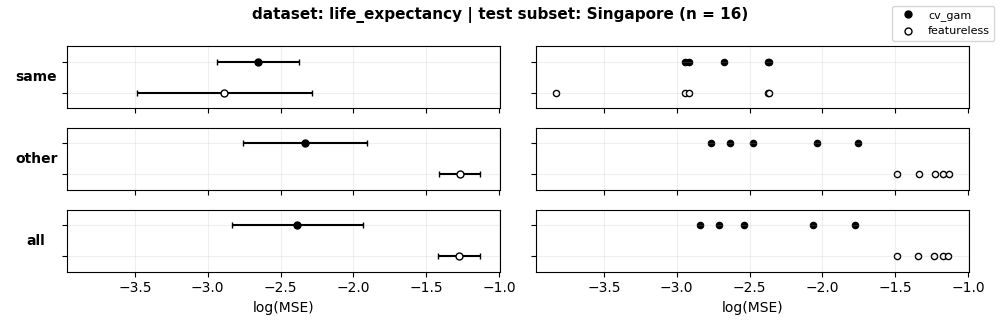 dataset: life_expectancy | test subset: Singapore (n = 16)
cv_gam
featureless
same
other
all
−3.5 −3.0 −2.5 −2.0 −1.5 −1.0
−3.5 −3.0 −2.5 −2.0 −1.5 −1.0
log(MSE)
log(MSE)